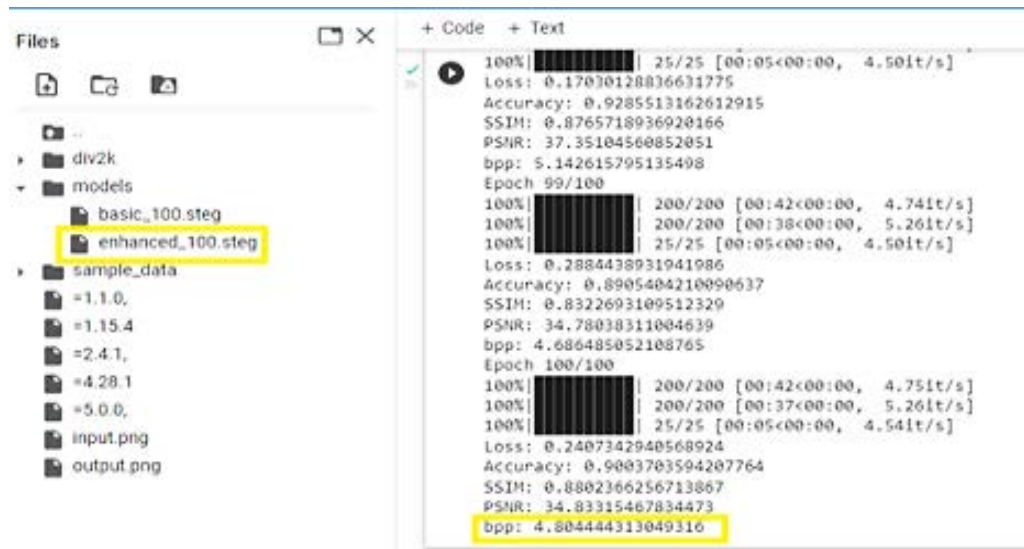 Files
..
div2k
models
basic_100.steg
enhanced_100.steg
sample_data
=1.1.0,
=1.15.4
=2.4.1,
=4.28.1
=5.0.0,
input.png
output.png
+ Code + Text
100%| | 25/25 [00:05<00:00, 4.50it/s]
Loss: 0.17030128836631775
Accuracy: 0.9285513162612915
SSIM: 0.8765718936920166
PSNR: 37.35104560852051
bpp: 5.142615795135498
Epoch 99/100
100%| | 200/200 [00:42<00:00, 4.74it/s]
100%| | 200/200 [00:38<00:00, 5.26it/s]
100%| | 25/25 [00:05<00:00, 4.50it/s]
Loss: 0.2884438931941986
Accuracy: 0.8905404210090637
SSIM: 0.8322693109512329
PSNR: 34.78038311004639
bpp: 4.686485052108765
Epoch 100/100
100%| | 200/200 [00:42<00:00, 4.75it/s]
100%| | 200/200 [00:37<00:00, 5.26it/s]
100%| | 25/25 [00:05<00:00, 4.54it/s]
Loss: 0.2407342940568924
Accuracy: 0.9003703594207764
SSIM: 0.8802366256713867
PSNR: 34.83315467834473
bpp: 4.804444313049316